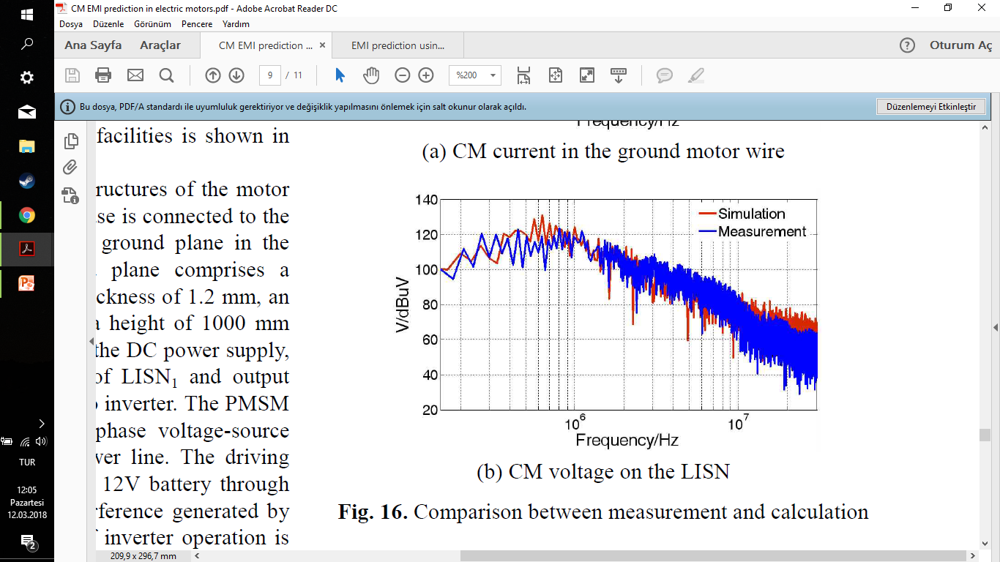 CM EMI prediction in electric motors.pdf - Adobe Acrobat Reader DC
Dosya Düzenle Görünüm Pencere Yardım
Ana Sayfa Araçlar CM EMI prediction ... × EMI prediction usin... Oturum Aç
9 / 11 %200
Bu dosya, PDF/A standardı ile uyumluluk gerektiriyor ve değişiklik yapılmasını önlemek için salt okunur olarak açıldı. Düzenlemeyi Etkinleştir
facilities is shown in
ructures of the motor
se is connected to the
ground plane in the
plane comprises a
ckness of 1.2 mm, an
a height of 1000 mm
the DC power supply,
of LISN1 and output
inverter. The PMSM
phase voltage-source
ver line. The driving
12V battery through
rference generated by
inverter operation is
Frequency/Hz
(a) CM current in the ground motor wire
140
120
100
80
60
40
20
V/dBuV
Simulation
Measurement
10^6 10^7
Frequency/Hz
(b) CM voltage on the LISN
Fig. 16. Comparison between measurement and calculation
209,9 x 296,7 mm
TUR
12:05
Pazartesi
12.03.2018
2